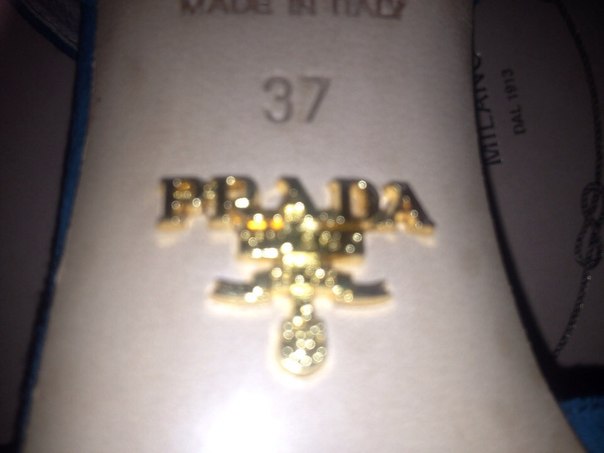 MADE IN ITALY
37
PRADA
MILANO
DAL 1913